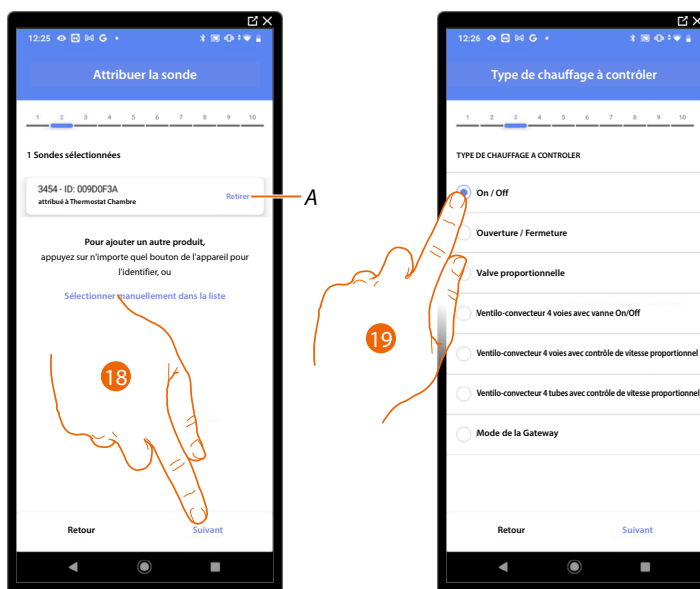 12:25
Attribuer la sonde
1 2 3 4 5 6 7 8 9 10
1 Sondes sélectionnées
3454 - ID: 009D0F3A
attribué à Thermostat Chambre
Retirer
A
Pour ajouter un autre produit,
appuyez sur n'importe quel bouton de l'appareil pour
l'identifier, ou
Sélectionner manuellement dans la liste
18
Retour
Suivant
12:26
Type de chauffage à contrôler
1 2 3 4 5 6 7 8 9 10
TYPE DE CHAUFFAGE A CONTROLER
On / Off
Ouverture / Fermeture
Valve proportionnelle
Ventilo-convecteur 4 voies avec vanne On/Off
Ventilo-convecteur 4 voies avec contrôle de vitesse proportionnel
Ventilo-convecteur 4 tubes avec contrôle de vitesse proportionnel
Mode de la Gateway
19
Retour
Suivant